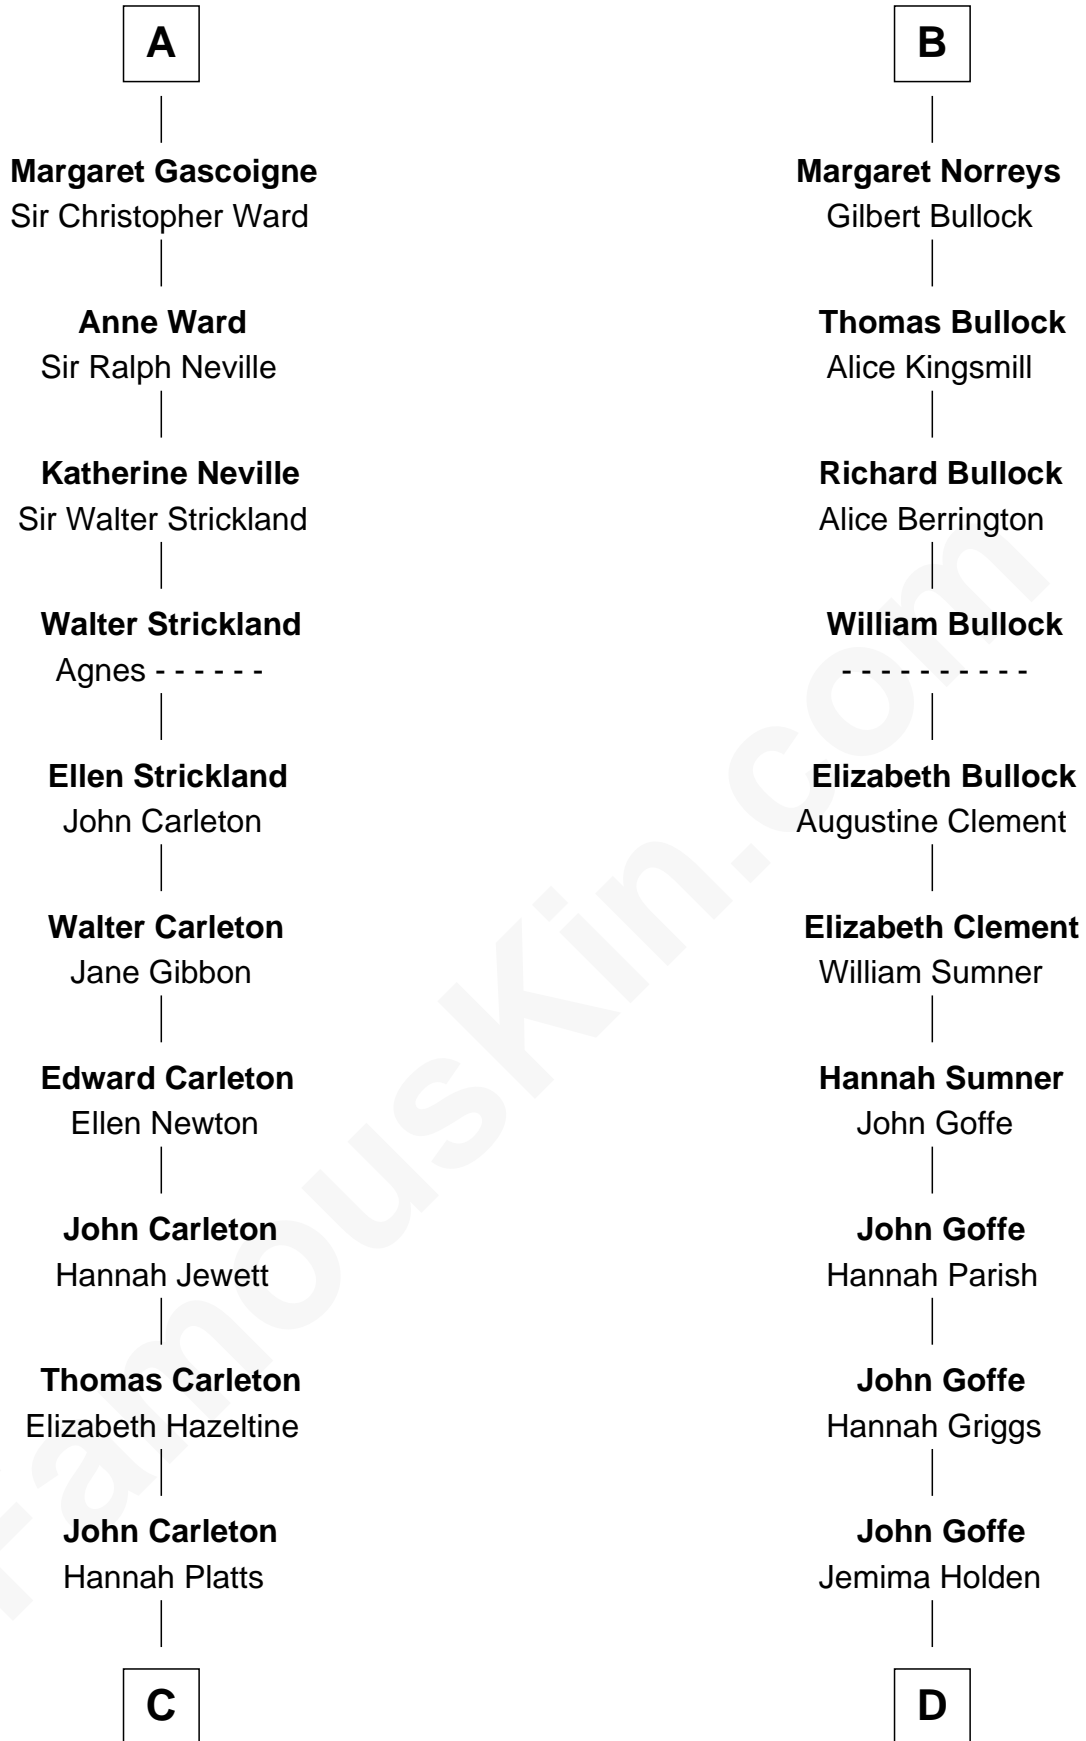 A
Margaret Gascoigne
Sir Christopher Ward
Anne Ward
Sir Ralph Neville
Katherine Neville
Sir Walter Strickland
Walter Strickland
Agnes - - - - - -
Ellen Strickland
John Carleton
Walter Carleton
Jane Gibbon
Edward Carleton
Ellen Newton
John Carleton
Hannah Jewett
Thomas Carleton
Elizabeth Hazeltine
John Carleton
Hannah Platts
C
B
Margaret Norreys
Gilbert Bullock
Thomas Bullock
Alice Kingsmill
Richard Bullock
Alice Berrington
William Bullock
- - - - - - - - - -
Elizabeth Bullock
Augustine Clement
Elizabeth Clement
William Sumner
Hannah Sumner
John Goffe
John Goffe
Hannah Parish
John Goffe
Hannah Griggs
John Goffe
Jemima Holden
D
FamousKin.com